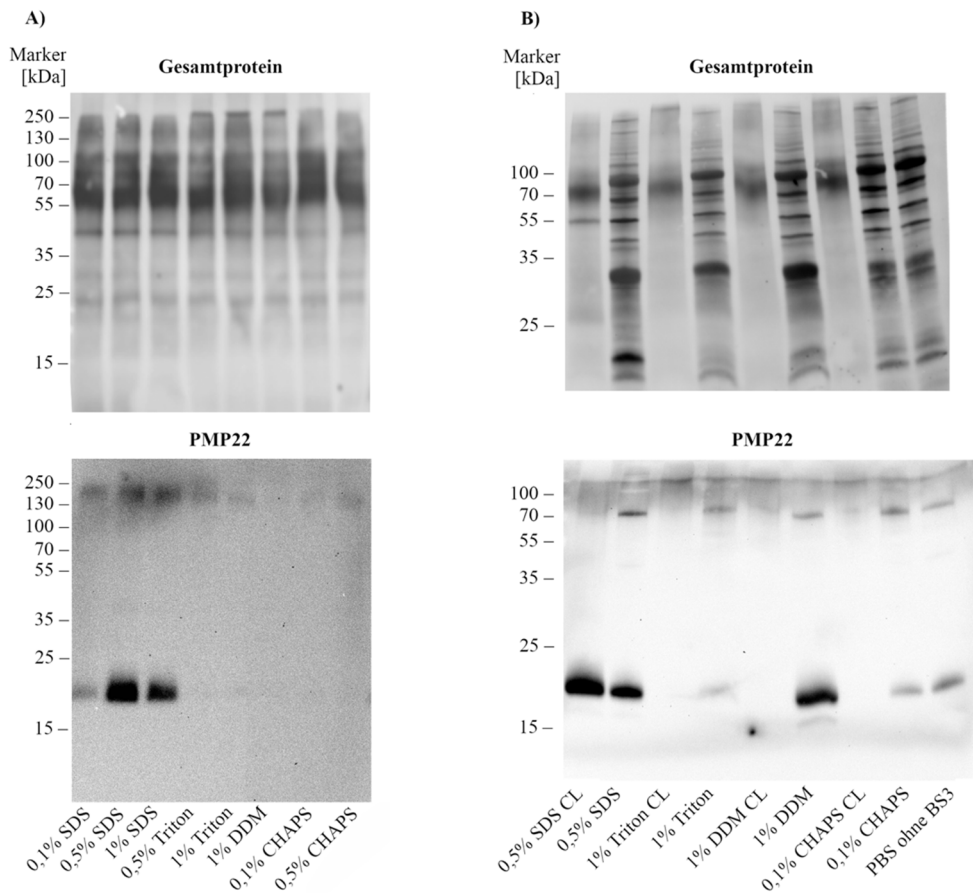 A)
Marker
[kDa]
Gesamtprotein
250 –
130 –
100 –
70 –
55 –
35 –
25 –
15 –
PMP22
250 –
130 –
100 –
70 –
55 –
35 –
25 –
15 –
0,1% SDS
0,5% SDS
1% SDS
0,5% Triton
1% Triton
1% DDM
0,1% CHAPS
0,5% CHAPS
B)
Marker
[kDa]
Gesamtprotein
100 –
70 –
55 –
35 –
25 –
PMP22
100 –
70 –
55 –
35 –
25 –
15 –
0,5% SDS CL
0,5% SDS
1% Triton CL
1% Triton
1% DDM CL
1% DDM
0,1% CHAPS CL
0,1% CHAPS
PBS ohne BS3